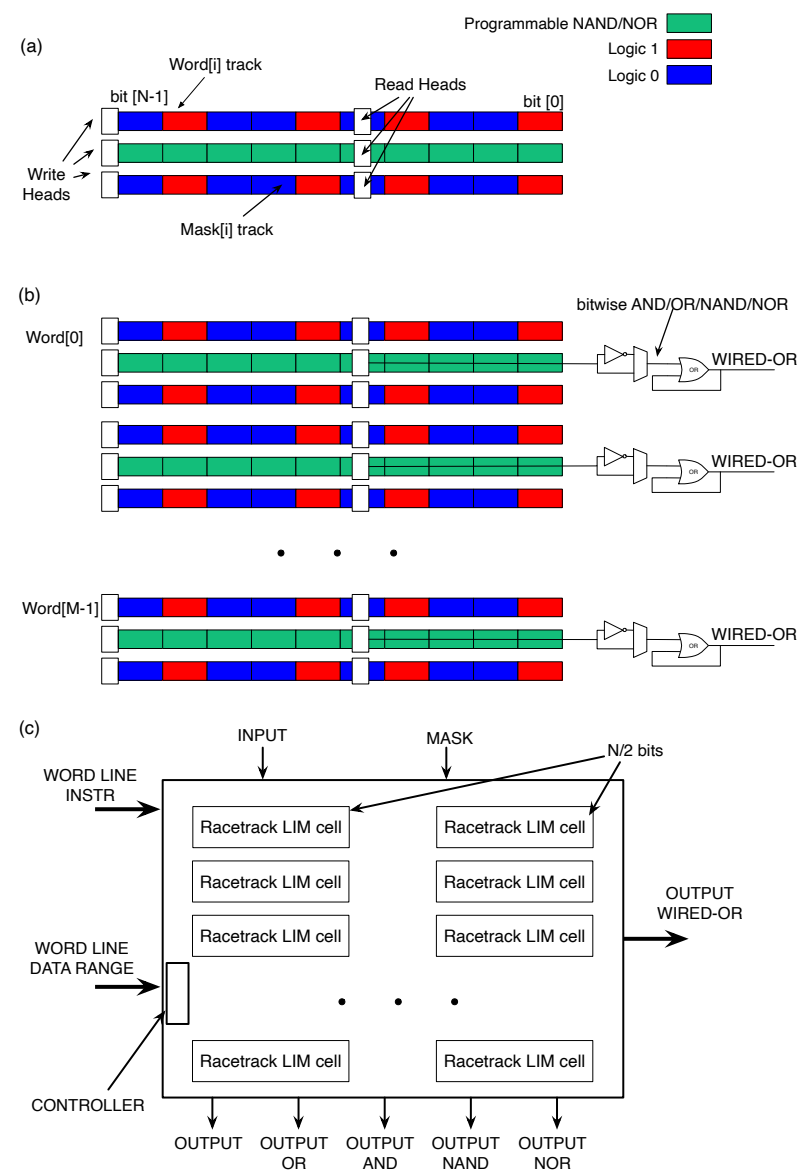 Programmable NAND/NOR
Logic 1
Logic 0
(a)
Word[i] track
bit [N-1]
Read Heads
bit [0]
Write
Heads
Mask[i] track
(b)
bitwise AND/OR/NAND/NOR
Word[0]
OR
WIRED-OR
OR
WIRED-OR
Word[M-1]
OR
WIRED-OR
(c)
INPUT
MASK
N/2 bits
WORD LINE
INSTR
Racetrack LIM cell
Racetrack LIM cell
Racetrack LIM cell
Racetrack LIM cell
Racetrack LIM cell
Racetrack LIM cell
OUTPUT
WIRED-OR
WORD LINE
DATA RANGE
Racetrack LIM cell
Racetrack LIM cell
CONTROLLER
OUTPUT
OUTPUT
OR
OUTPUT
AND
OUTPUT
NAND
OUTPUT
NOR